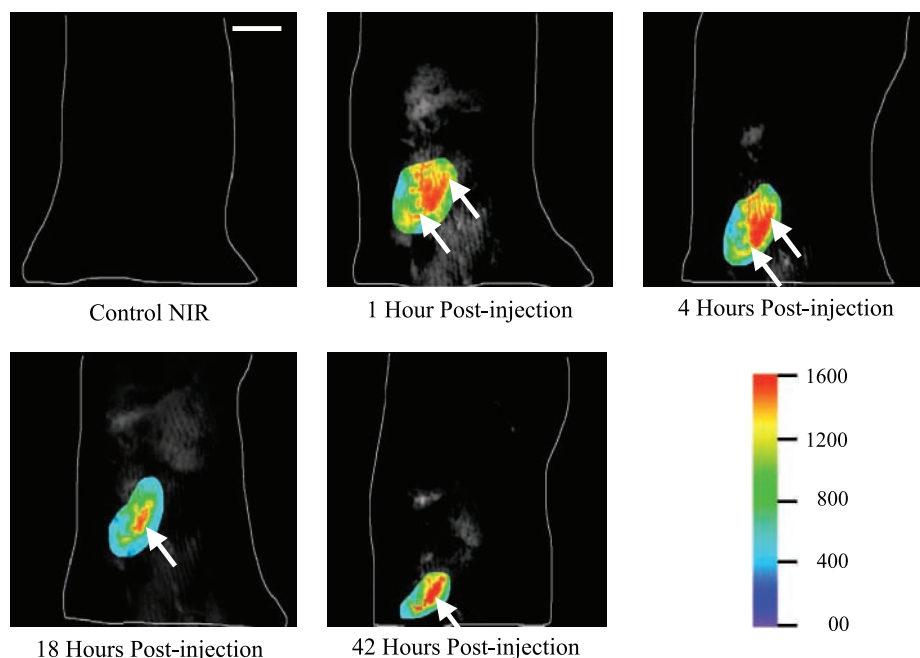 Control NIR
1 Hour Post-injection
4 Hours Post-injection
18 Hours Post-injection
42 Hours Post-injection
1600
1200
800
400
00